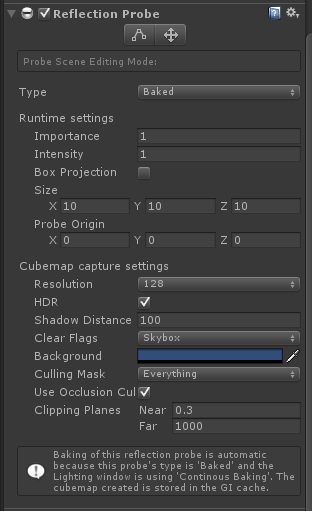 Reflection Probe
Probe Scene Editing Mode:
Type Baked
Runtime settings
Importance 1
Intensity 1
Box Projection
Size
X 10 Y 10 Z 10
Probe Origin
X 0 Y 0 Z 0
Cubemap capture settings
Resolution 128
HDR
Shadow Distance 100
Clear Flags Skybox
Background
Culling Mask Everything
Use Occlusion Cul
Clipping Planes Near 0.3
Far 1000
Baking of this reflection probe is automatic
because this probe's type is 'Baked' and the
Lighting window is using 'Continous Baking'. The
cubemap created is stored in the GI cache.